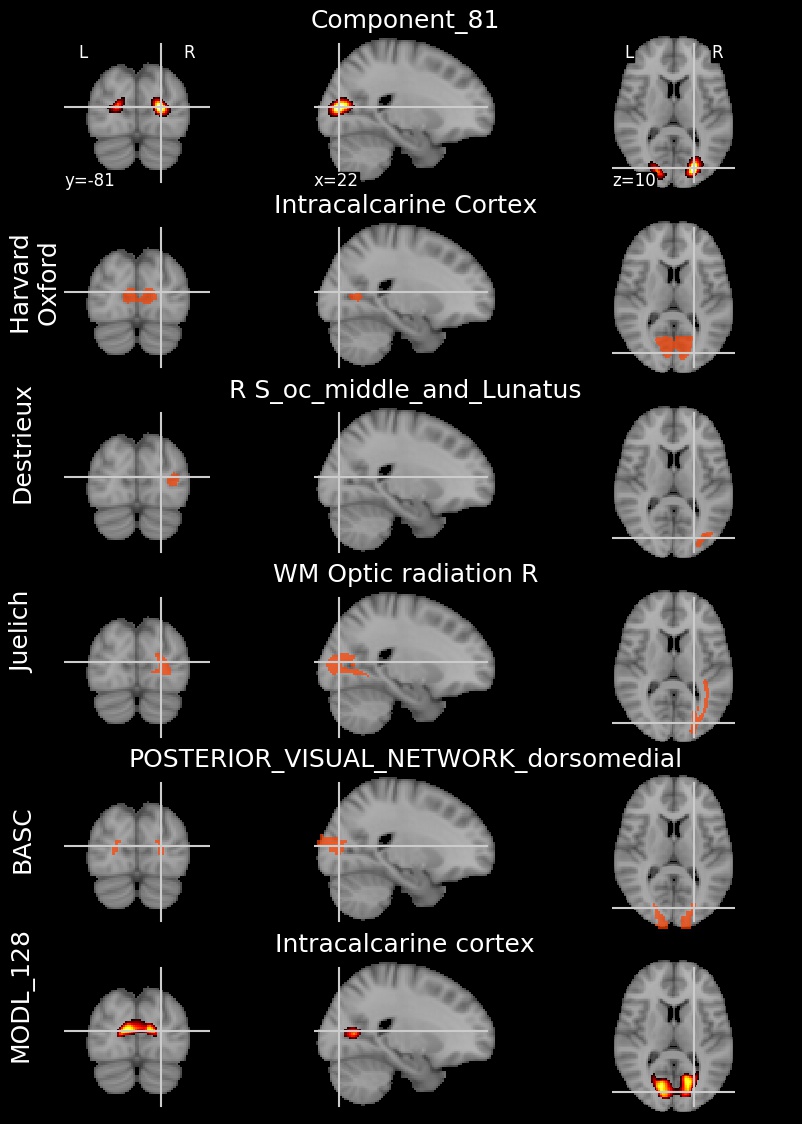 Component_81
L
R
L
R
y=-81
x=22
z=10
Intracalcarine Cortex
Harvard
Oxford
R S_oc_middle_and_Lunatus
Destrieux
WM Optic radiation R
Juelich
POSTERIOR_VISUAL_NETWORK_dorsomedial
BASC
Intracalcarine cortex
MODL_128